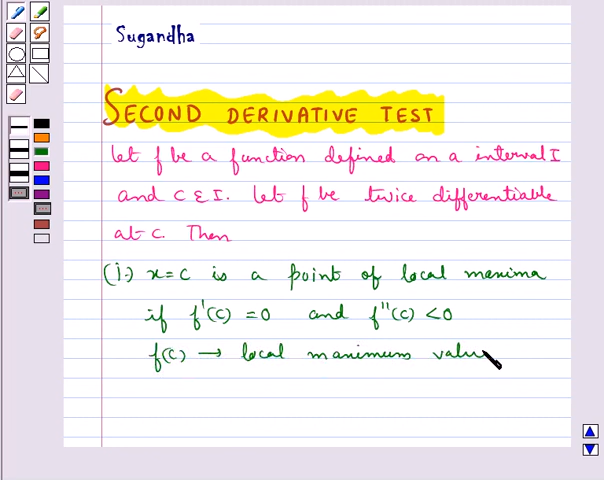 Sugandha
SECOND DERIVATIVE TEST
let f be a function defined on a interval I
and C ε I. Let f be twice differentiable
at c. Then
(i.) x=c is a point of local maxima
if f'(c) =0 and f''(c) <0
f(c) → local maximum value